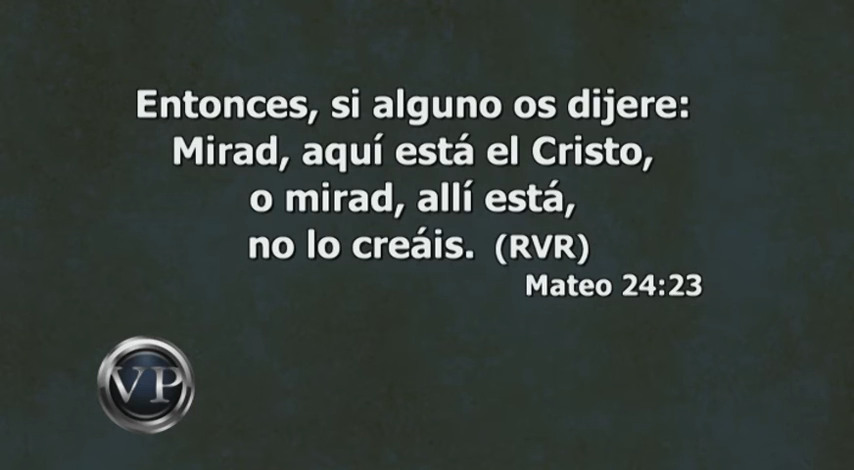 Entonces, si alguno os dijere:
Mirad, aquí está el Cristo,
o mirad, allí está,
no lo creáis. (RVR)
Mateo 24:23
VP